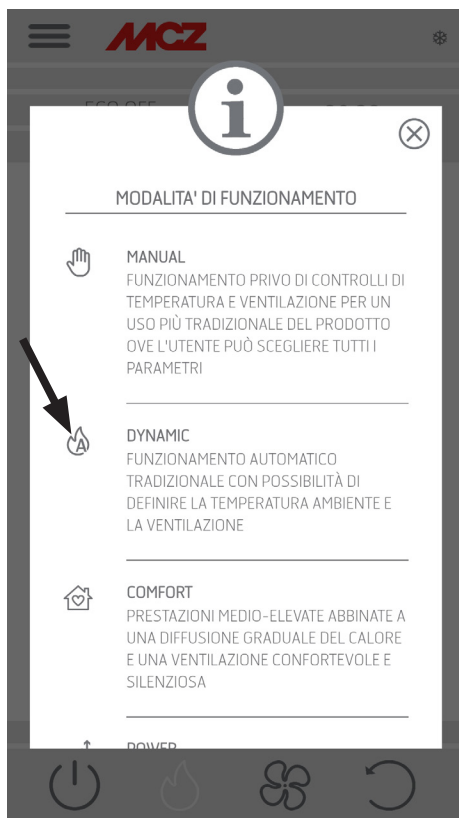 MCZ
MODALITA' DI FUNZIONAMENTO
MANUAL
FUNZIONAMENTO PRIVO DI CONTROLLI DI
TEMPERATURA E VENTILAZIONE PER UN
USO PIÙ TRADIZIONALE DEL PRODOTTO
OVE L'UTENTE PUÒ SCEGLIERE TUTTI I
PARAMETRI
A
DYNAMIC
FUNZIONAMENTO AUTOMATICO
TRADIZIONALE CON POSSIBILITÀ DI
DEFINIRE LA TEMPERATURA AMBIENTE E
LA VENTILAZIONE
COMFORT
PRESTAZIONI MEDIO-ELEVATE ABBINATE A
UNA DIFFUSIONE GRADUALE DEL CALORE
E UNA VENTILAZIONE CONFORTEVOLE E
SILENZIOSA
POWER